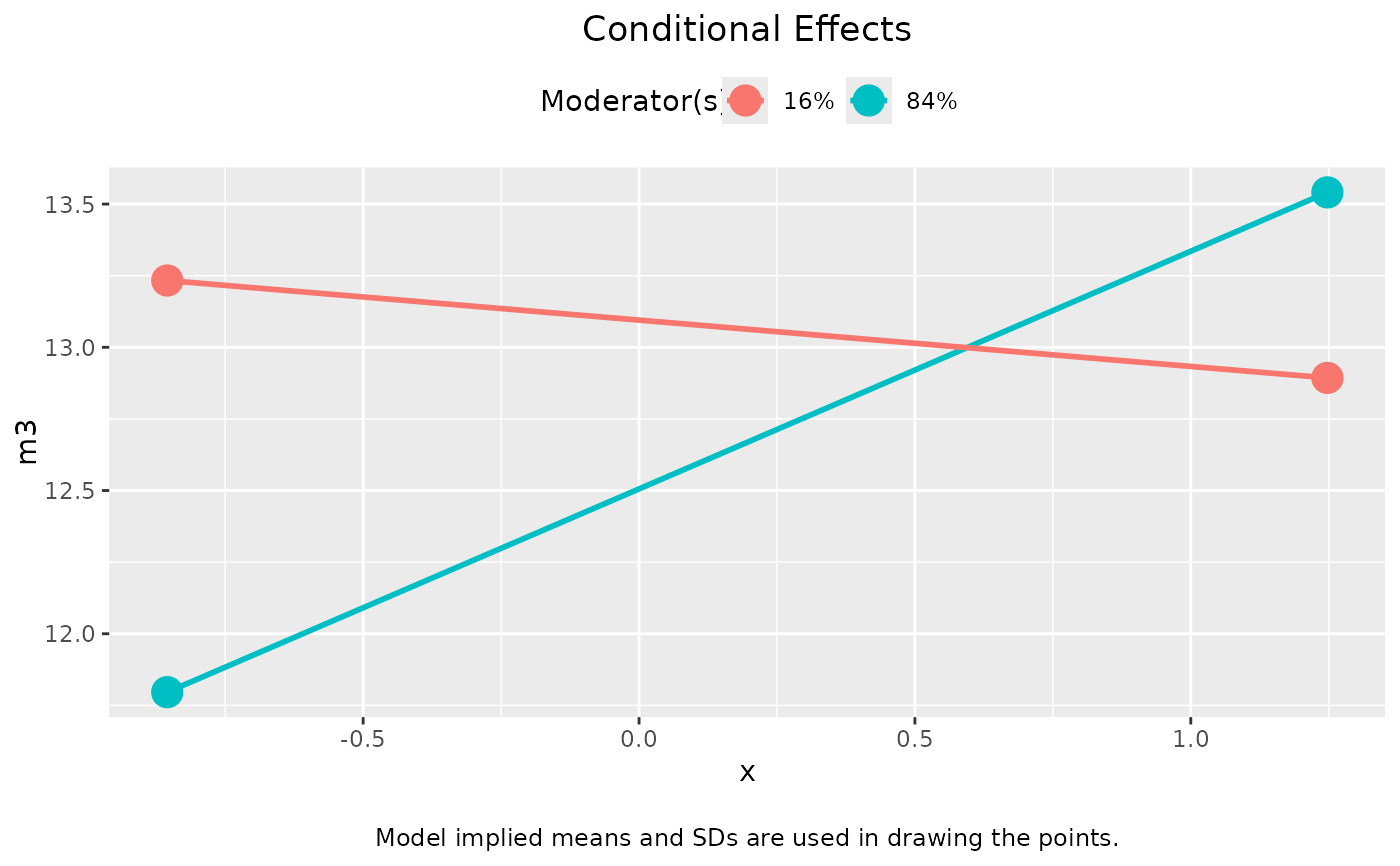 Conditional Effects
Moderator(s) 16% 84%
13.5
13.0
12.5
12.0
m3
-0.5 0.0 0.5 1.0
x
Model implied means and SDs are used in drawing the points.